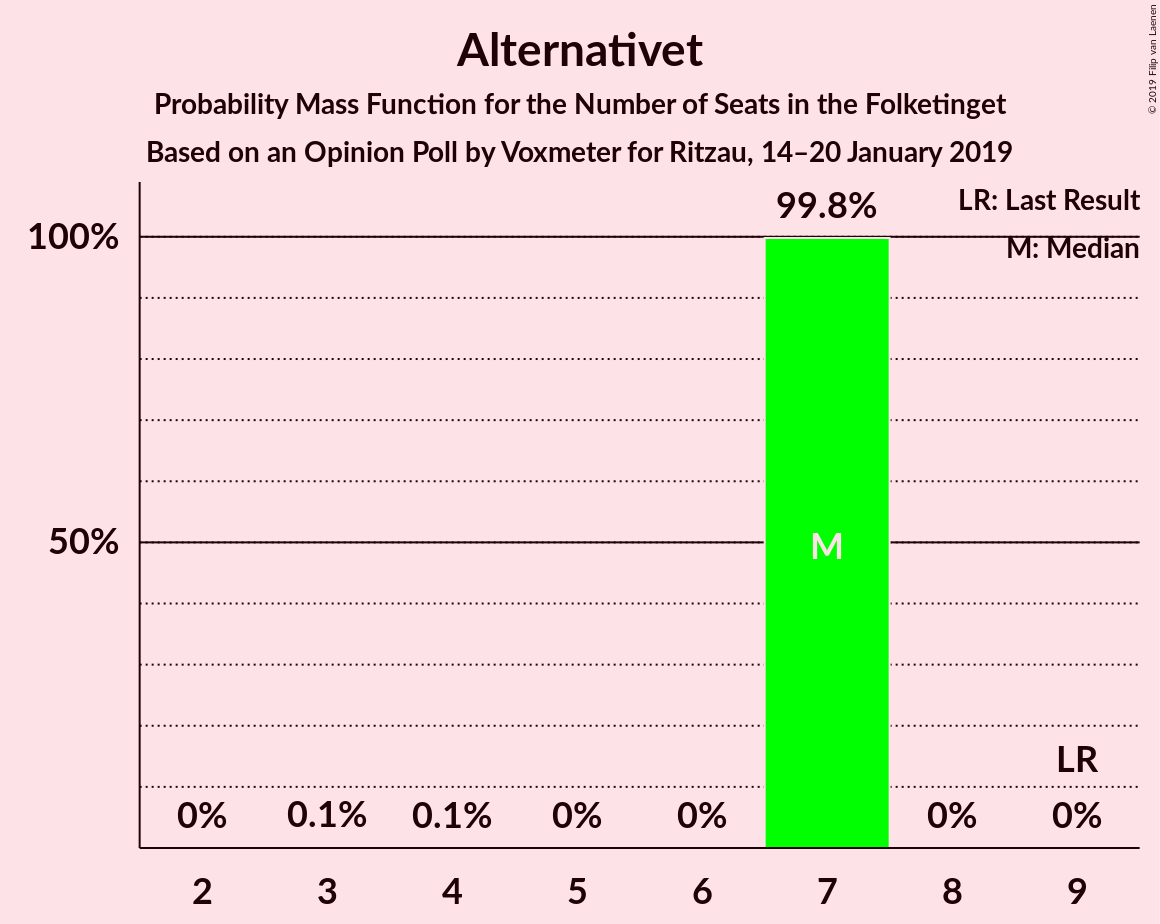 Alternativet
Probability Mass Function for the Number of Seats in the Folketinget
Based on an Opinion Poll by Voxmeter for Ritzau, 14–20 January 2019
© 2019 Filip van Laenen
LR: Last Result
M: Median
99.8%
100%
50%
M
LR
0% 0.1% 0.1% 0% 0% 0% 0%
2 3 4 5 6 7 8 9